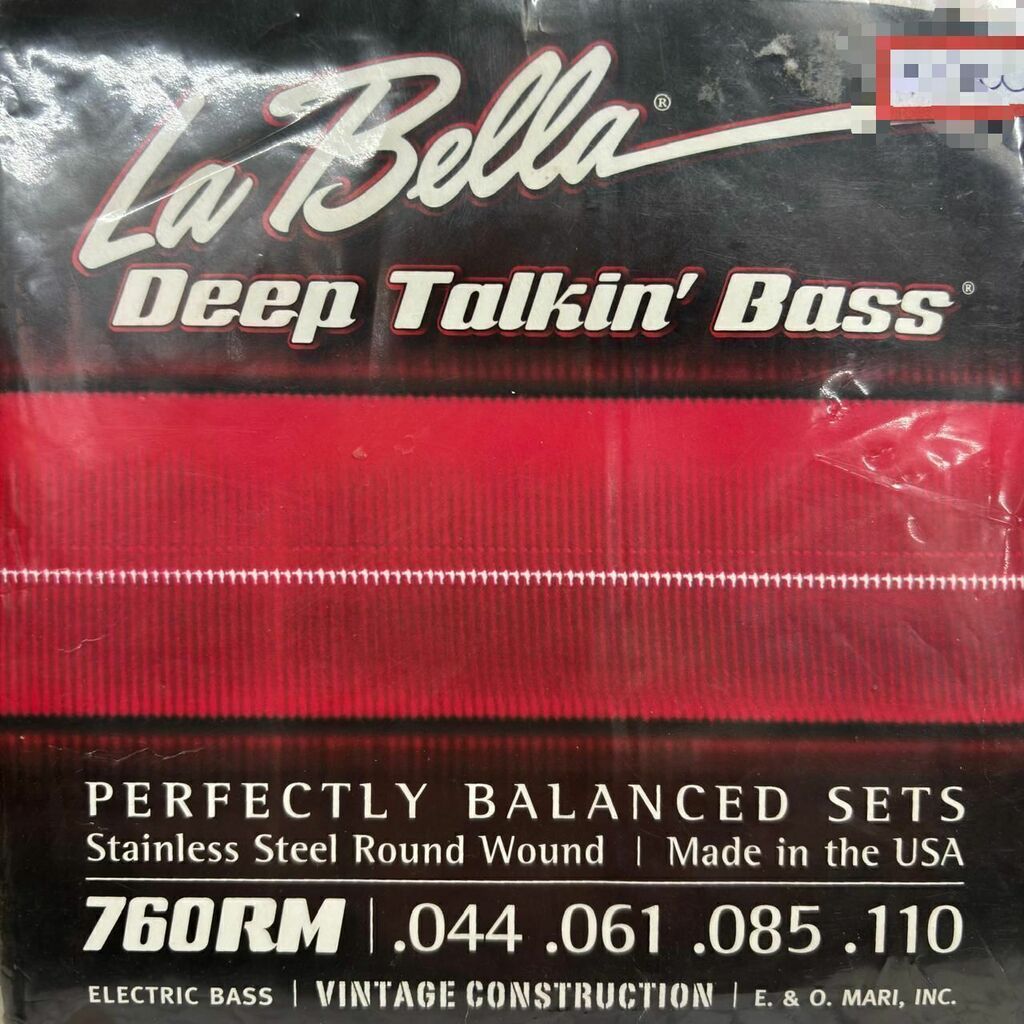 La Bella®
Deep Talkin' Bass®
PERFECTLY BALANCED SETS
Stainless Steel Round Wound | Made in the USA
760RM | .044 .061 .085 .110
ELECTRIC BASS | VINTAGE CONSTRUCTION | E. & O. MARI, INC.